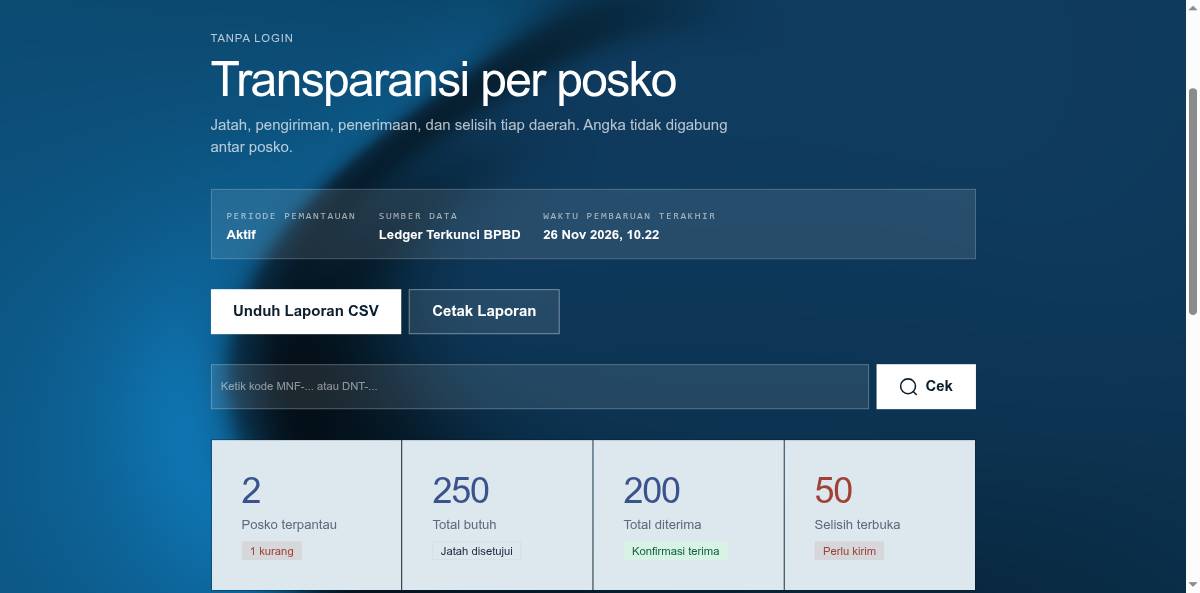 TANPA LOGIN
Transparansi per posko
Jatah, pengiriman, penerimaan, dan selisih tiap daerah. Angka tidak digabung
antar posko.
PERIODE PEMANTAUAN
Aktif
SUMBER DATA
Ledger Terkunci BPBD
WAKTU PEMBARUAN TERAKHIR
26 Nov 2026, 10.22
Unduh Laporan CSV
Cetak Laporan
Ketik kode MNF-... atau DNT-...
Cek
2
Posko terpantau
1 kurang
250
Total butuh
Jatah disetujui
200
Total diterima
Konfirmasi terima
50
Selisih terbuka
Perlu kirim